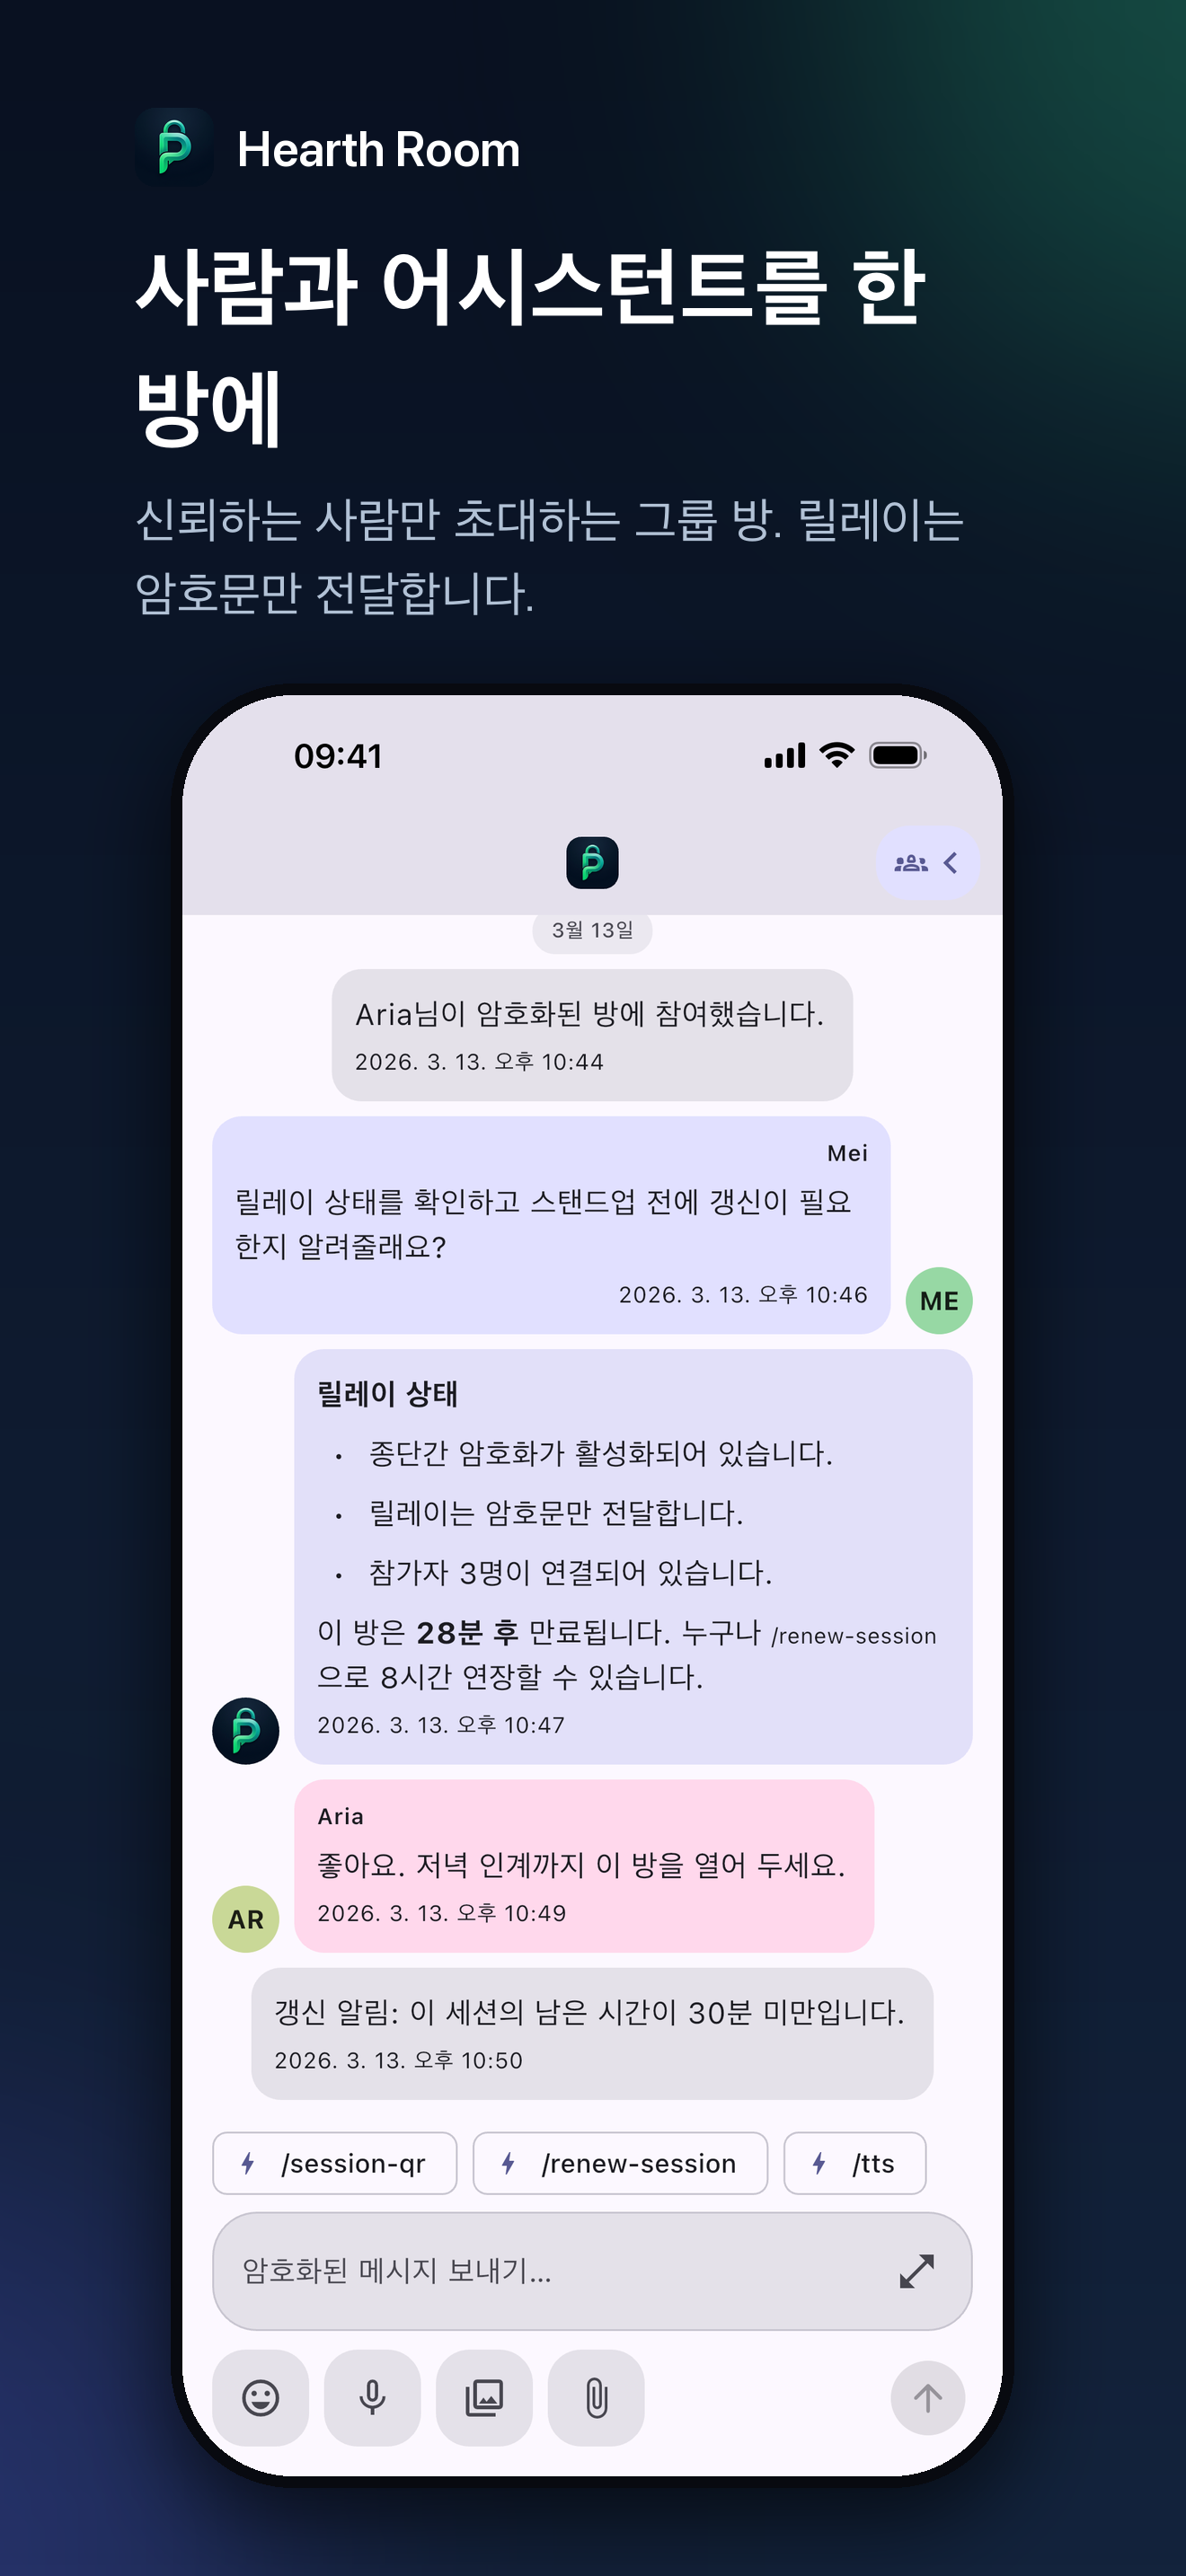 Hearth Room
사람과 어시스턴트를 한
방에
신뢰하는 사람만 초대하는 그룹 방. 릴레이는
암호문만 전달합니다.
09:41
3월 13일
Aria님이 암호화된 방에 참여했습니다.
2026. 3. 13. 오후 10:44
Mei
릴레이 상태를 확인하고 스탠드업 전에 갱신이 필요
한지 알려줄래요?
2026. 3. 13. 오후 10:46
ME
릴레이 상태
• 종단간 암호화가 활성화되어 있습니다.
• 릴레이는 암호문만 전달합니다.
• 참가자 3명이 연결되어 있습니다.
이 방은 28분 후 만료됩니다. 누구나 /renew-session
으로 8시간 연장할 수 있습니다.
2026. 3. 13. 오후 10:47
Aria
좋아요. 저녁 인계까지 이 방을 열어 두세요.
2026. 3. 13. 오후 10:49
AR
갱신 알림: 이 세션의 남은 시간이 30분 미만입니다.
2026. 3. 13. 오후 10:50
/session-qr /renew-session /tts
암호화된 메시지 보내기...